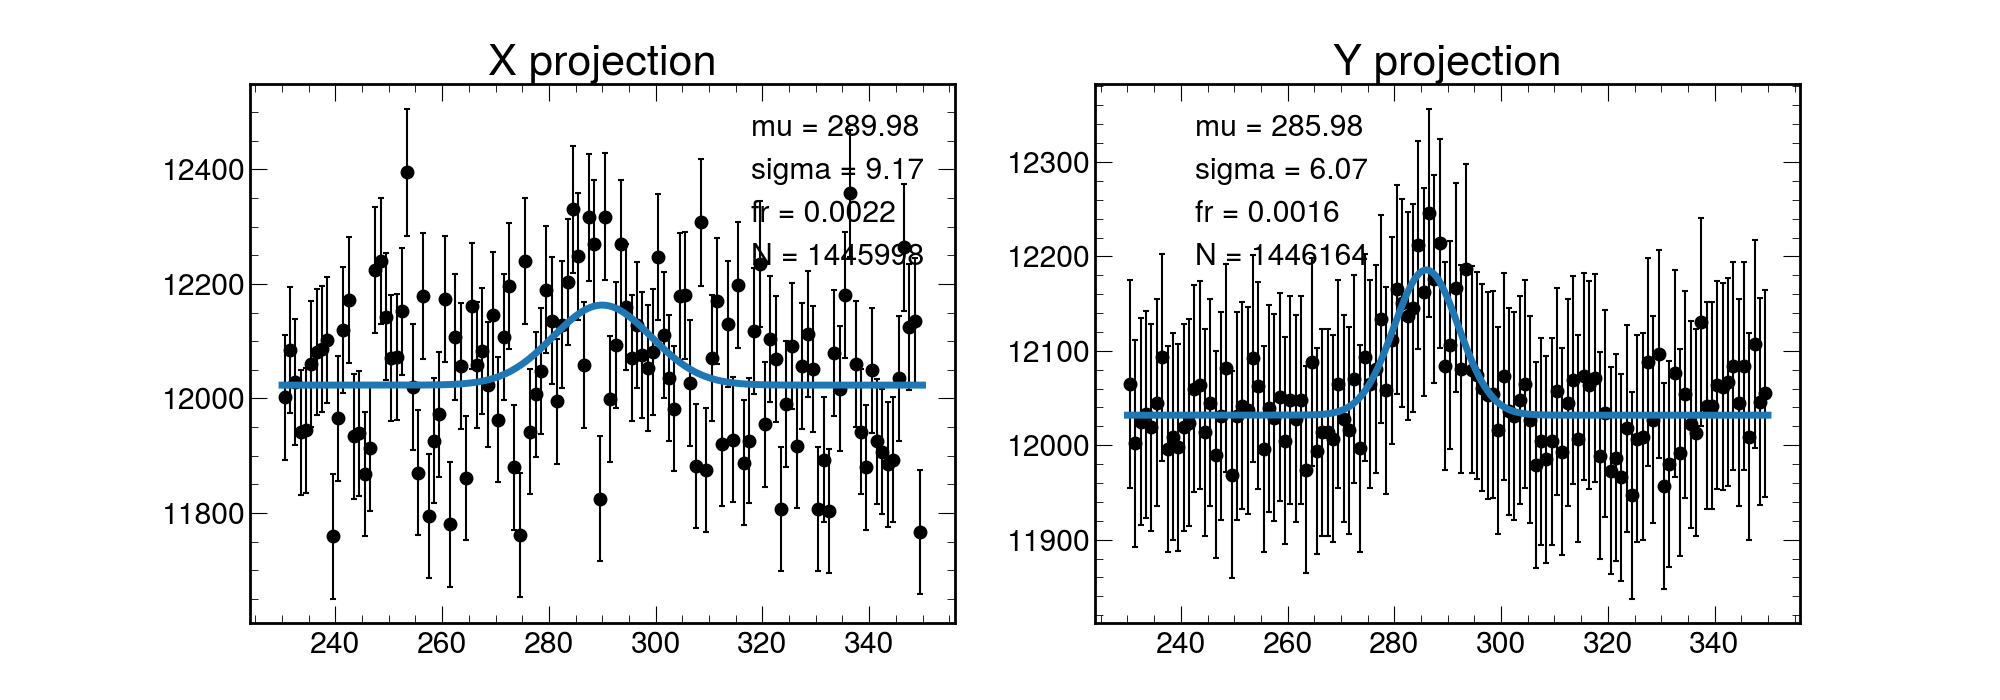 X projection
mu = 289.98
sigma = 9.17
fr = 0.0022
N = 1445998
12400
12200
12000
11800
240 260 280 300 320 340
Y projection
mu = 285.98
sigma = 6.07
fr = 0.0016
N = 1446164
12300
12200
12100
12000
11900
240 260 280 300 320 340